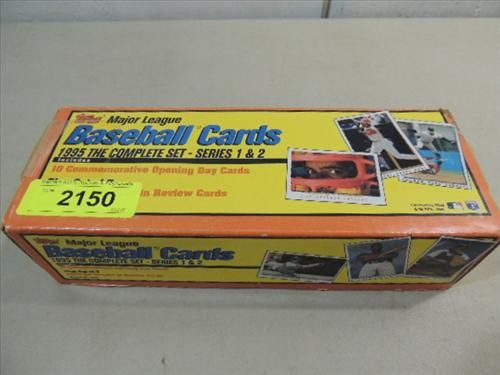 Topps
Major League
Baseball Cards
1995 THE COMPLETE SET - SERIES 1 & 2
Includes
10 Commemorative Opening Day Cards
in Review Cards
2150
Topps
Major League
Baseball Cards
1995 THE COMPLETE SET - SERIES 1 & 2